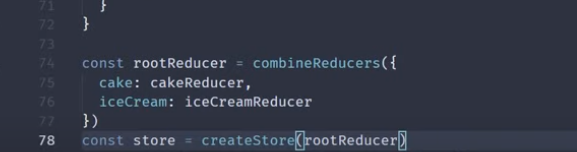 71 }
72 }
73
74 const rootReducer = combineReducers({
75 cake: cakeReducer,
76 iceCream: iceCreamReducer
77 })
78 const store = createStore(rootReducer)